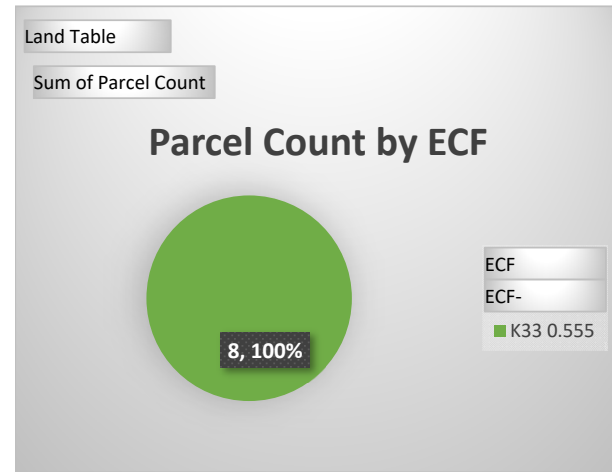 Land Table
Sum of Parcel Count
Parcel Count by ECF
ECF
ECF-
K33 0.555
8, 100%